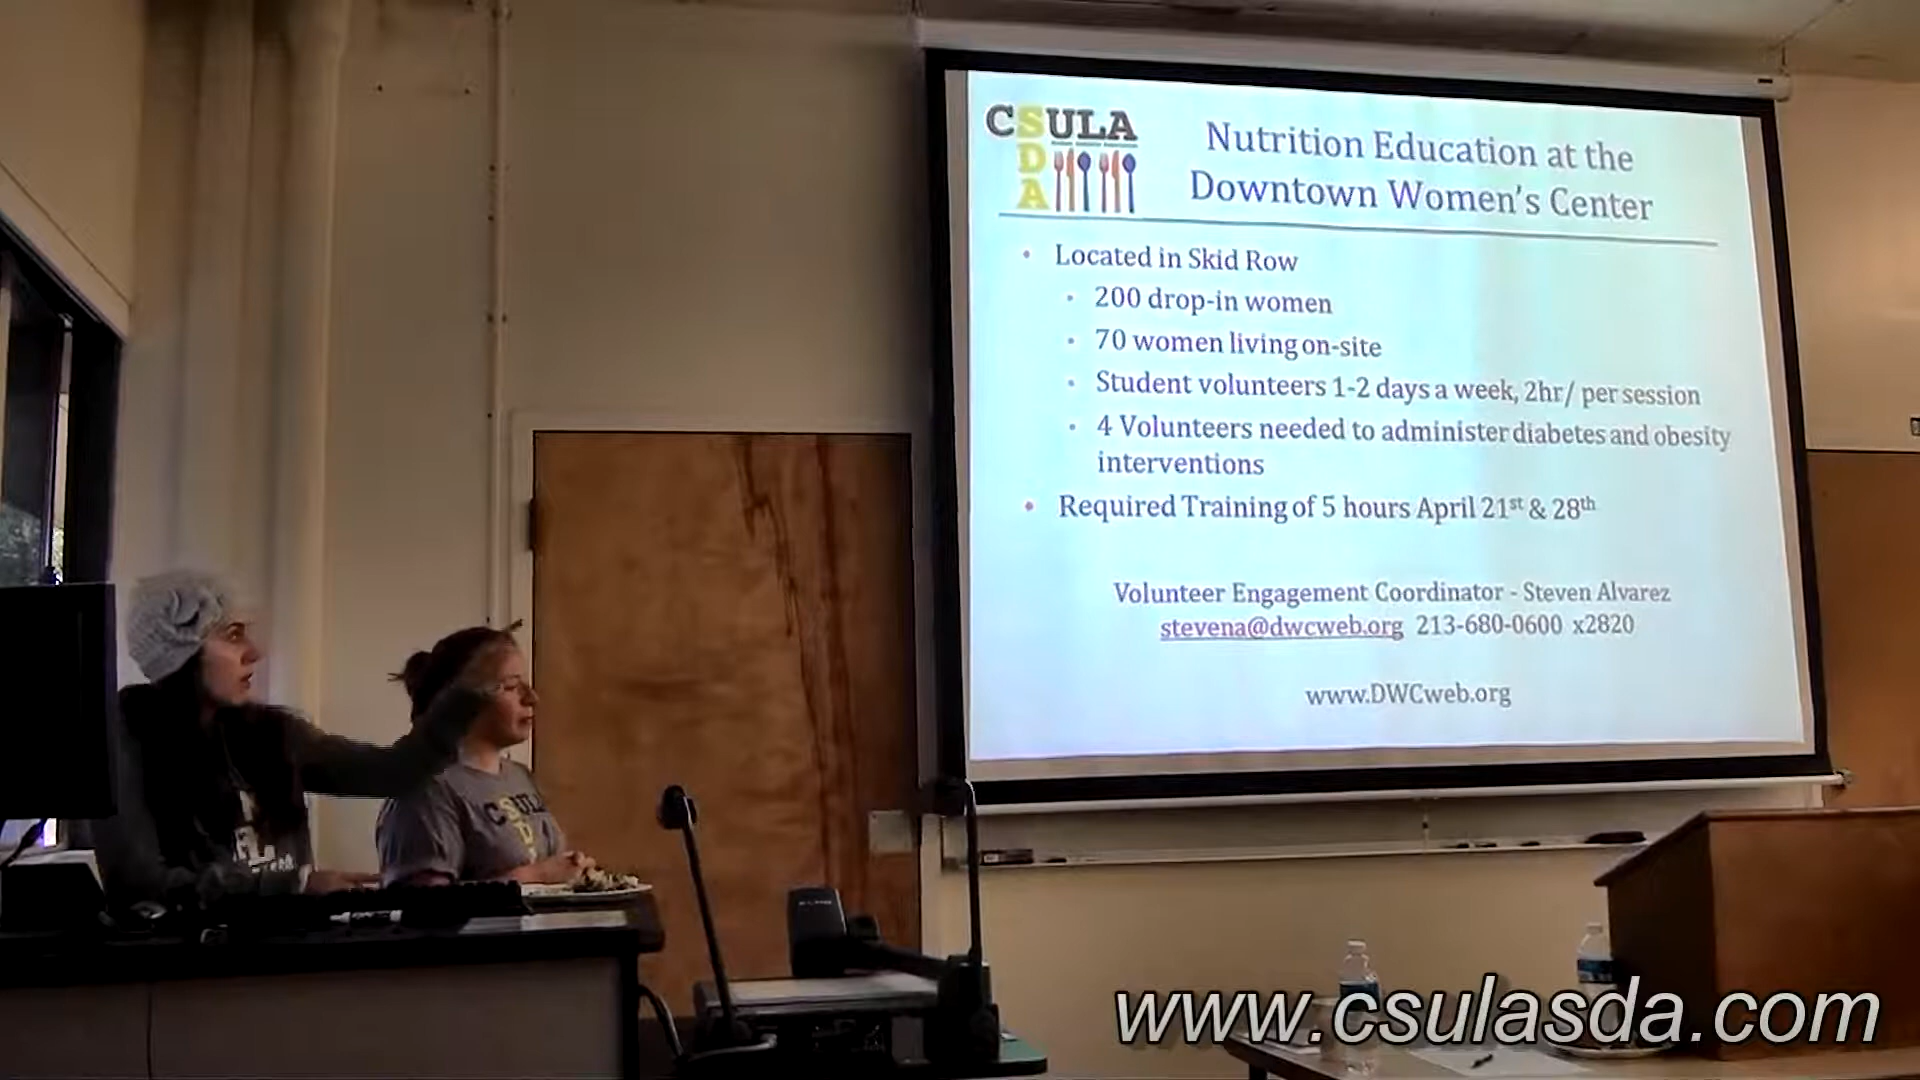 CSULA
SDA
Nutrition Education at the
Downtown Women's Center
• Located in Skid Row
• 200 drop-in women
• 70 women living on-site
• Student volunteers 1-2 days a week, 2hr/ per session
• 4 Volunteers needed to administer diabetes and obesity
interventions
• Required Training of 5 hours April 21st & 28th
Volunteer Engagement Coordinator - Steven Alvarez
stevena@dwcweb.org 213-680-0600 x2820
www.DWCweb.org
CSULA
SD
www.csulasda.com